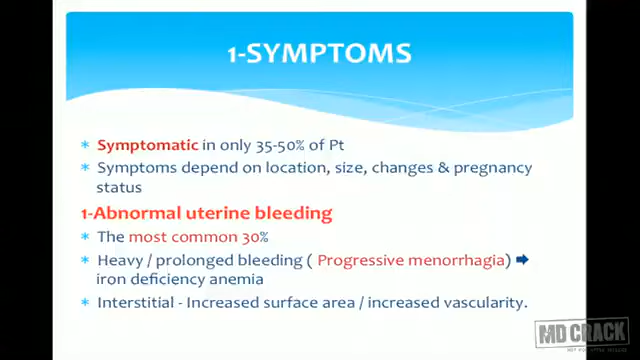 1-SYMPTOMS
* Symptomatic in only 35-50% of Pt
* Symptoms depend on location, size, changes & pregnancy
status
1-Abnormal uterine bleeding
* The most common 30%
* Heavy / prolonged bleeding ( Progressive menorrhagia) ➡
iron deficiency anemia
* Interstitial - Increased surface area / increased vascularity.
MD CRACK